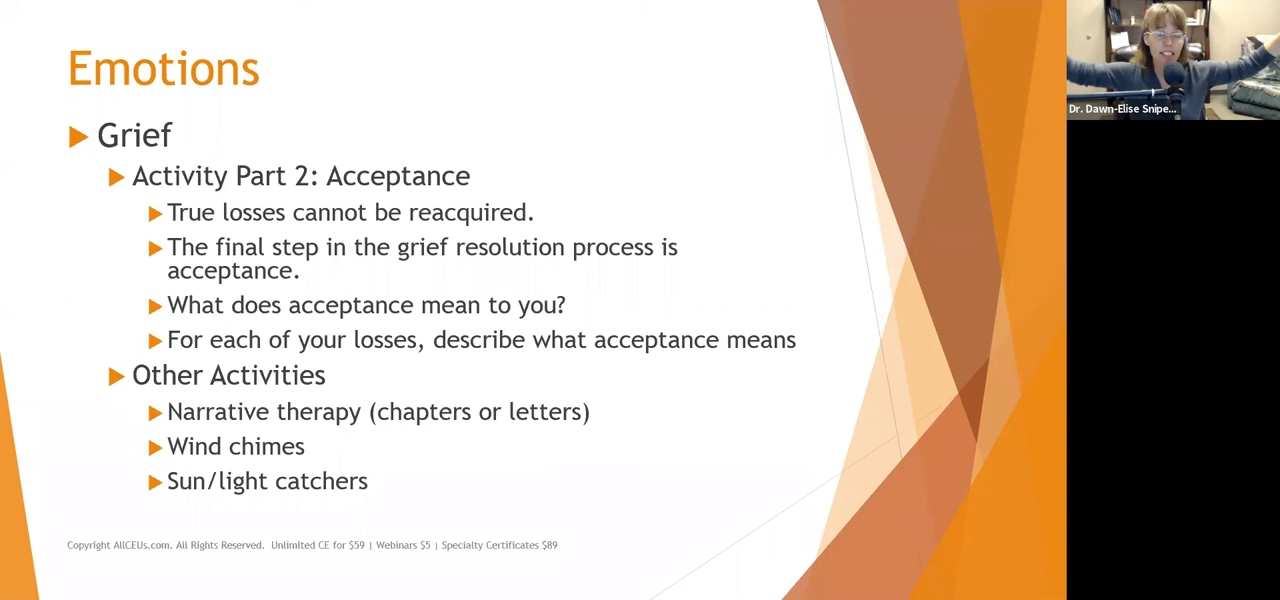 Emotions
Grief
Activity Part 2: Acceptance
True losses cannot be reacquired.
The final step in the grief resolution process is
acceptance.
What does acceptance mean to you?
For each of your losses, describe what acceptance means
Other Activities
Narrative therapy (chapters or letters)
Wind chimes
Sun/light catchers
Copyright AllCEUs.com. All Rights Reserved. Unlimited CE for $59 | Webinars $5 | Specialty Certificates $89
Dr. Dawn-Elise Snipe...